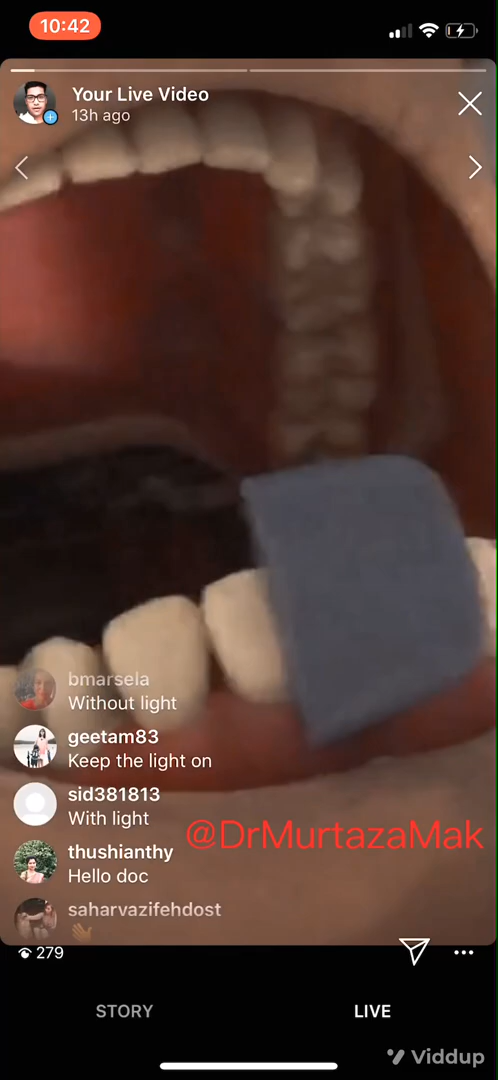 10:42
Your Live Video
13h ago
bmarsela
Without light
geetam83
Keep the light on
sid381813
With light
@DrMurtazaMak
thushianthy
Hello doc
saharvazifehdost
👋
279
STORY
LIVE
Viddup